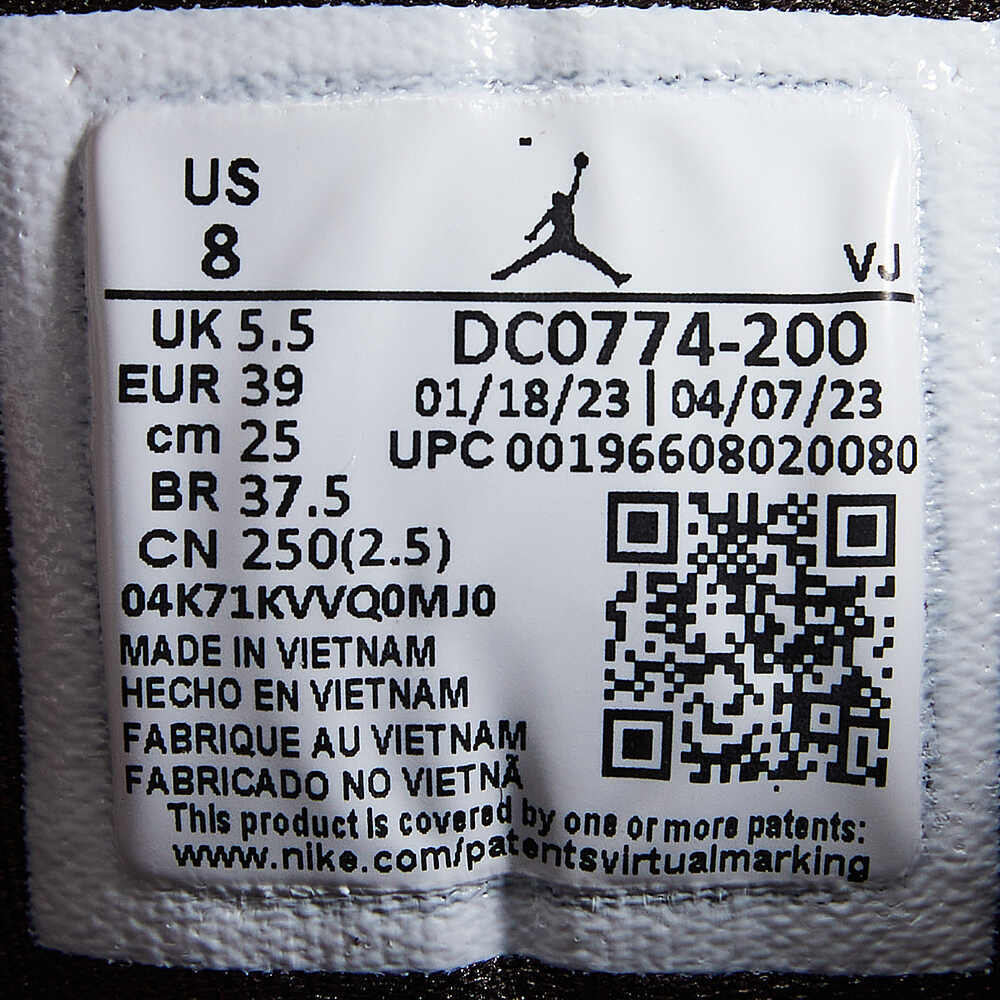 US
8
VJ
UK 5.5
EUR 39
cm 25
BR 37.5
CN 250(2.5)
DC0774-200
01/18/23 | 04/07/23
UPC 001966080020080
04K71KVVQ0MJ0
MADE IN VIETNAM
HECHO EN VIETNAM
FABRIQUE AU VIETNAM
FABRICADO NO VIETNÃ
This product is covered by one or more patents:
www.nike.com/patentsvirtualmarking